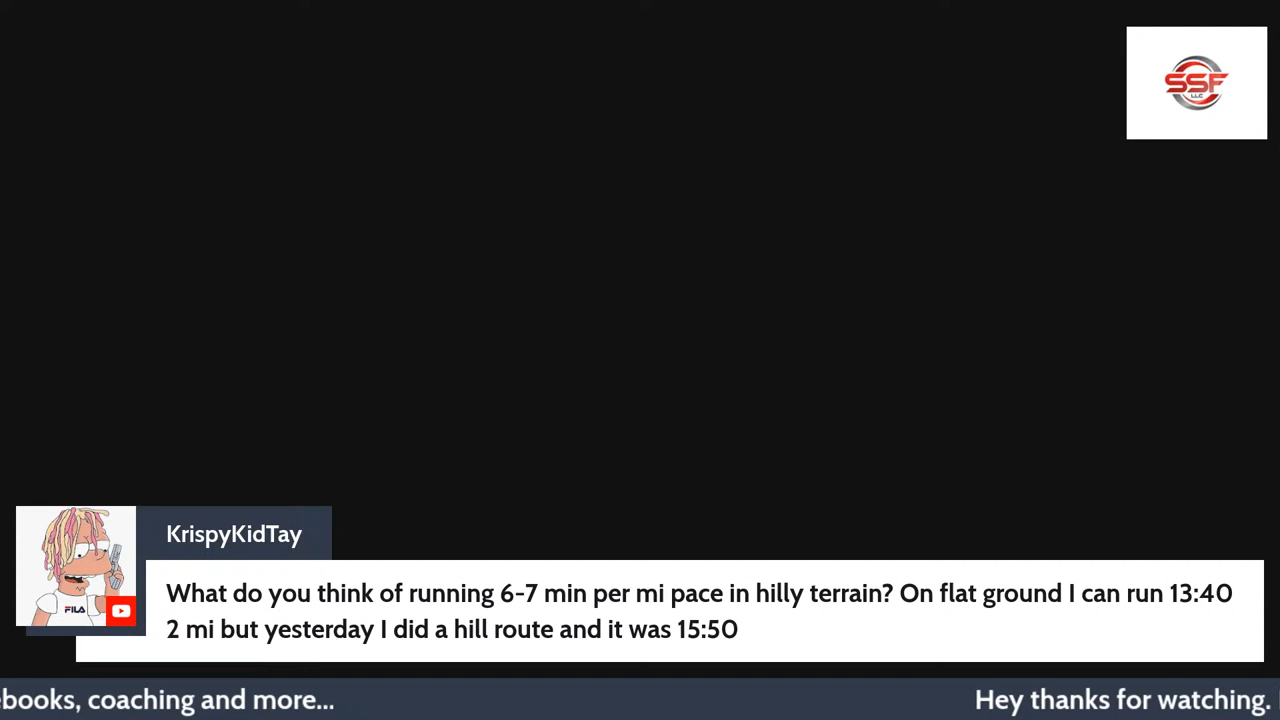 SSF
LLC
KrispyKidTay
FILA
What do you think of running 6-7 min per mi pace in hilly terrain? On flat ground I can run 13:40
2 mi but yesterday I did a hill route and it was 15:50
ebooks, coaching and more... Hey thanks for watching.